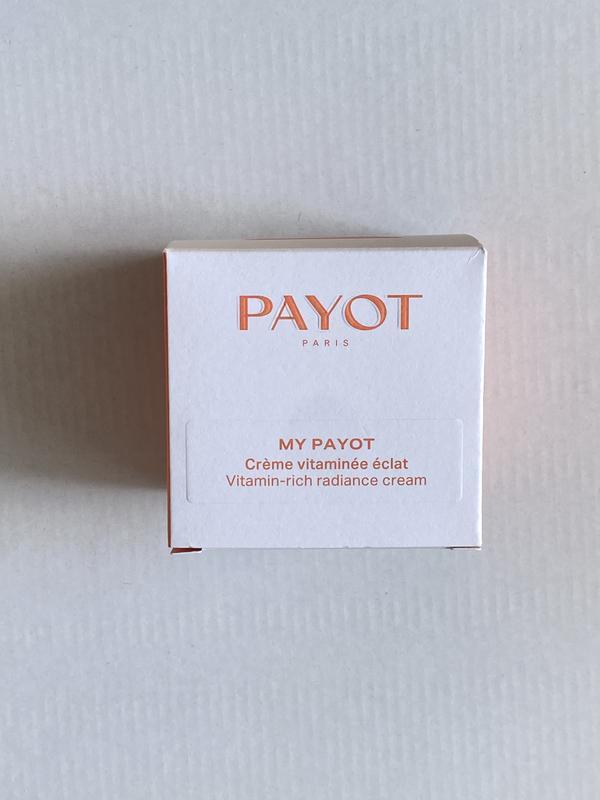 PAYOT
PARIS
MY PAYOT
Crème vitaminée éclat
Vitamin-rich radiance cream